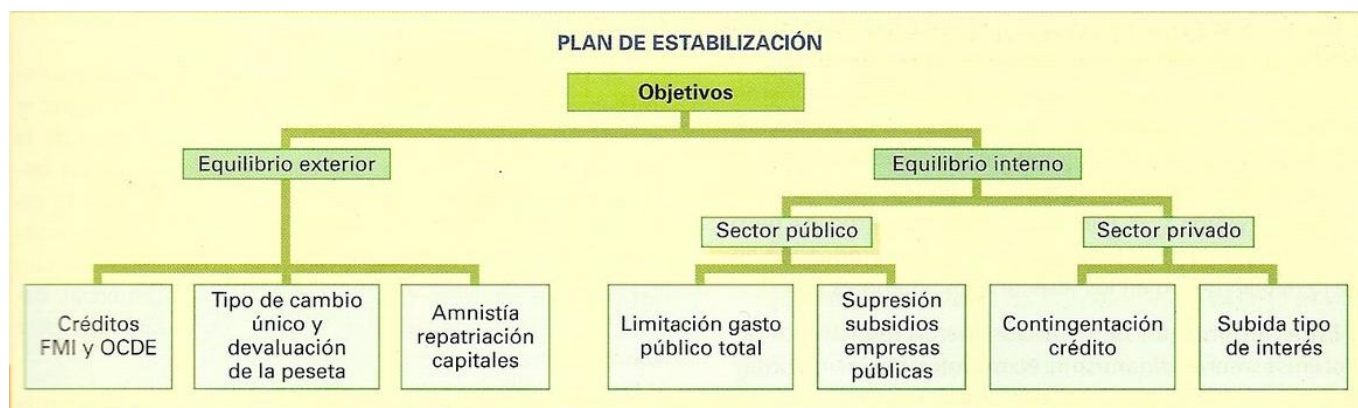 PLAN DE ESTABILIZACIÓN
Objetivos
Equilibrio exterior
Equilibrio interno
Sector público
Sector privado
Créditos
FMI y OCDE
Tipo de cambio
único y
devaluación
de la peseta
Amnistía
repatriación
capitales
Limitación gasto
público total
Supresión
subsidios
empresas
públicas
Contingentación
crédito
Subida tipo
de interés